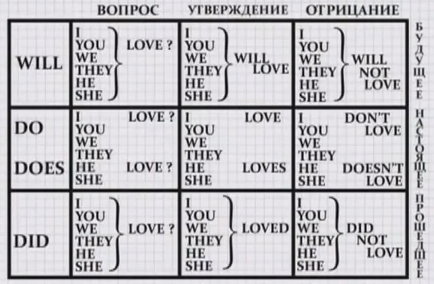 ВОПРОС УТВЕРЖДЕНИЕ ОТРИЦАНИЕ
WILL
I
YOU
WE
THEY
HE
SHE
LOVE ?
I
YOU
WE
THEY
HE
SHE
WILL
LOVE
I
YOU
WE
THEY
HE
SHE
WILL
NOT
LOVE
БУДУЩЕЕ
DO
DOES
I LOVE ?
YOU
WE
THEY
HE LOVE ?
SHE
I LOVE
YOU
WE
THEY
HE LOVES
SHE
I DON'T
YOU LOVE
WE
THEY
HE DOESN'T
SHE LOVE
НАСТОЯЩЕЕ
DID
I
YOU
WE
THEY
HE
SHE
LOVE ?
I
YOU
WE
THEY
HE
SHE
LOVED
I
YOU
WE
THEY
HE
SHE
DID
NOT
LOVE
ПРОШЕДШЕЕ